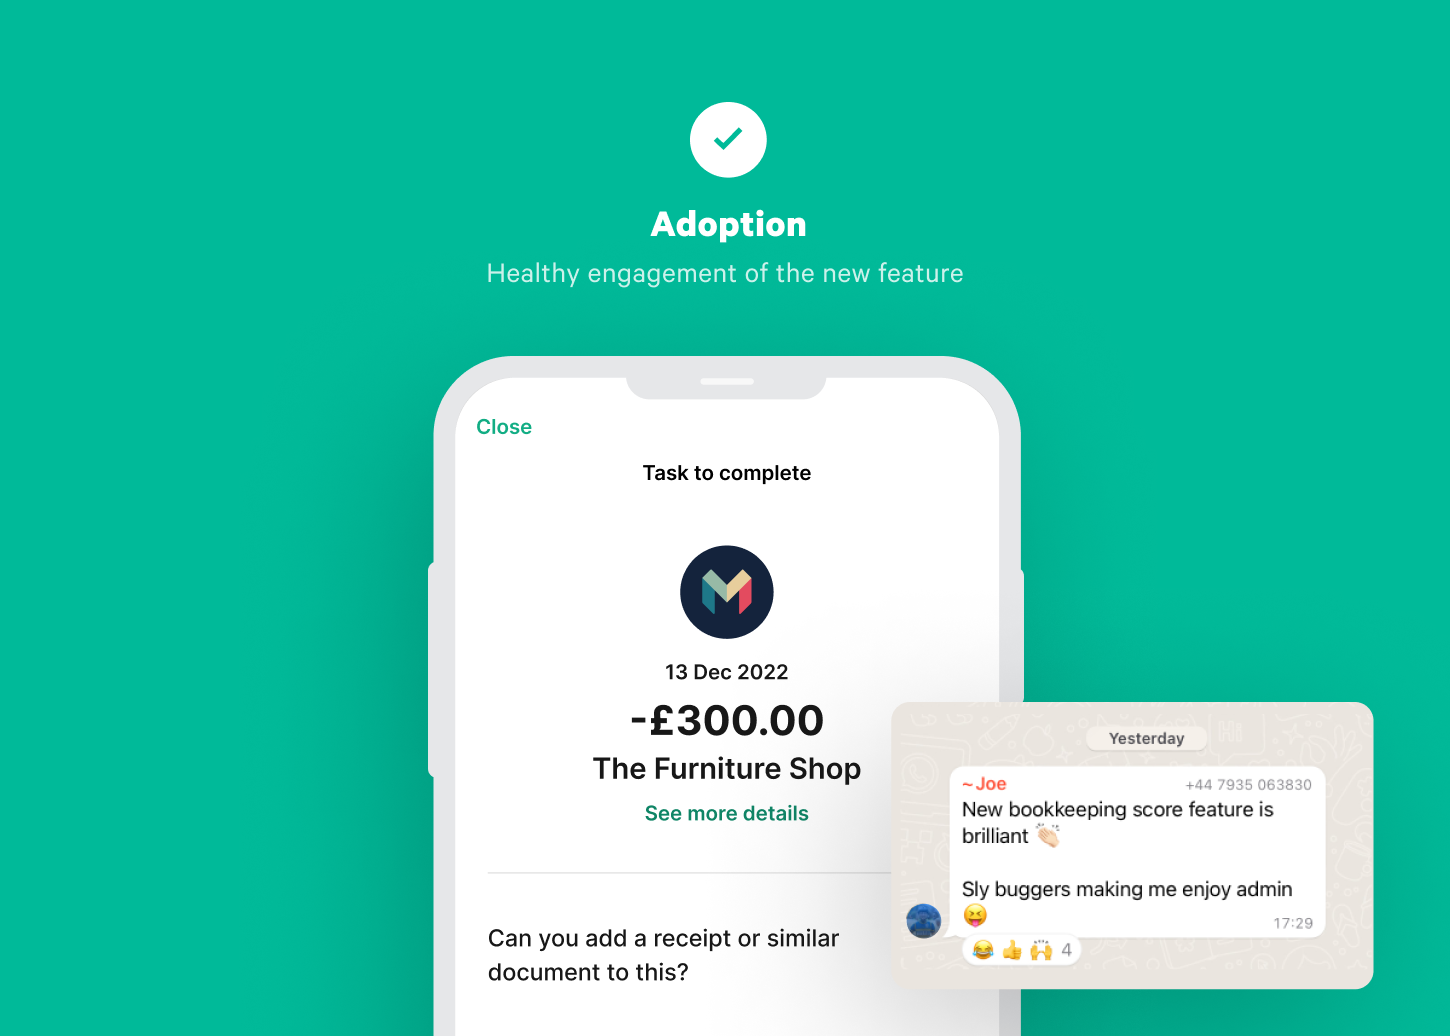 Adoption
Healthy engagement of the new feature
Close
Task to complete
13 Dec 2022
-£300.00
The Furniture Shop
See more details
Can you add a receipt or similar
document to this?
Yesterday
~Joe +44 7935 063830
New bookkeeping score feature is
brilliant 👏🏻
Sly buggers making me enjoy admin
😝
17:29
😂 👍 🙌 4